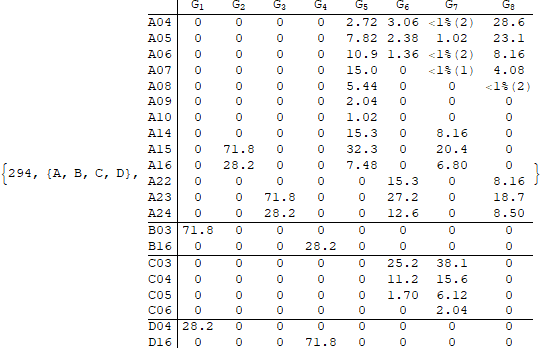 G1 G2 G3 G4 G5 G6 G7 G8
A04 0 0 0 0 2.72 3.06 <1%(2) 28.6
A05 0 0 0 0 7.82 2.38 1.02 23.1
A06 0 0 0 0 10.9 1.36 <1%(2) 8.16
A07 0 0 0 0 15.0 0 <1%(1) 4.08
A08 0 0 0 0 5.44 0 0 <1%(2)
A09 0 0 0 0 2.04 0 0 0
A10 0 0 0 0 1.02 0 0 0
A14 0 0 0 0 15.3 0 8.16 0
A15 0 71.8 0 0 32.3 0 20.4 0
{294, {A, B, C, D}, A16 0 28.2 0 0 7.48 0 6.80 0 }
A22 0 0 0 0 0 15.3 0 8.16
A23 0 0 71.8 0 0 27.2 0 18.7
A24 0 0 28.2 0 0 12.6 0 8.50
B03 71.8 0 0 0 0 0 0 0
B16 0 0 0 28.2 0 0 0 0
C03 0 0 0 0 0 25.2 38.1 0
C04 0 0 0 0 0 11.2 15.6 0
C05 0 0 0 0 0 1.70 6.12 0
C06 0 0 0 0 0 0 2.04 0
D04 28.2 0 0 0 0 0 0 0
D16 0 0 0 71.8 0 0 0 0